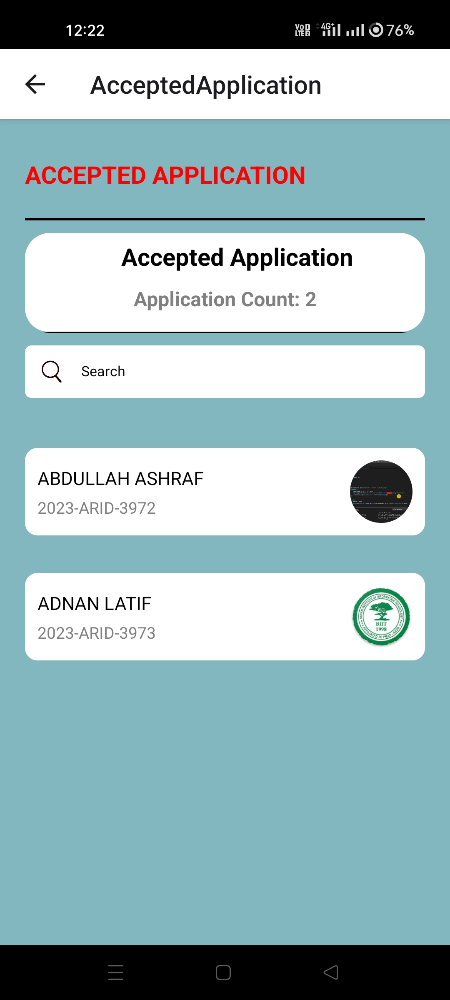 12:22
VoD LTE2 4G+ 76%
AcceptedApplication
ACCEPTED APPLICATION
Accepted Application
Application Count: 2
Search
ABDULLAH ASHRAF
2023-ARID-3972
ADNAN LATIF
2023-ARID-3973
BARANI INSTITUTE OF INFORMATION TECHNOLOGY
BIIT
1998
AFFILIATED TO PMAS - AAUR